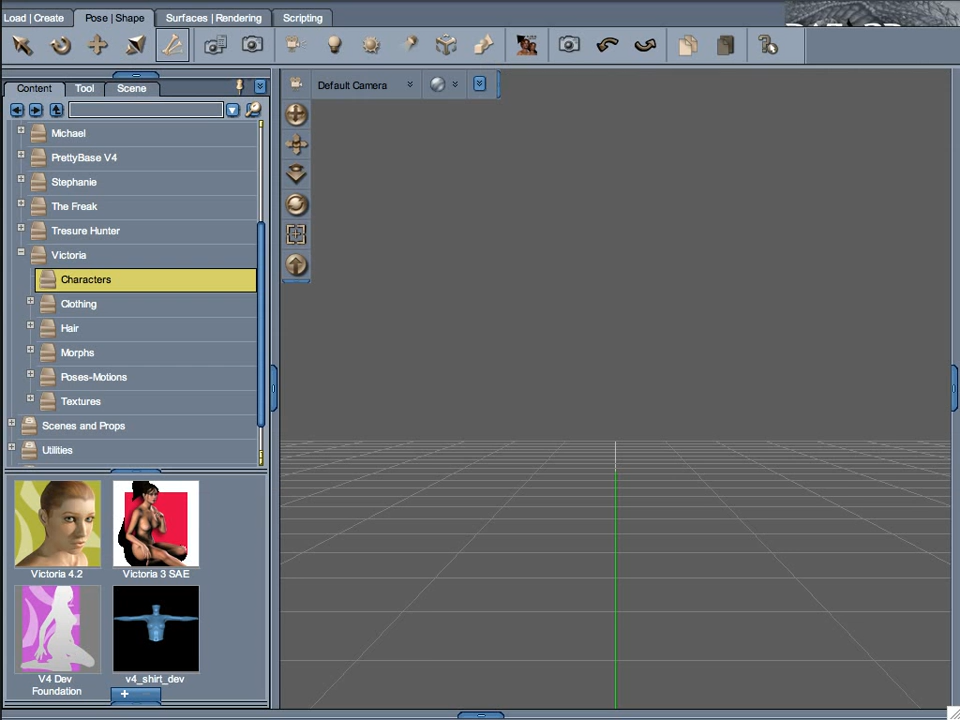 Load | Create
Pose | Shape
Surfaces | Rendering
Scripting
Content
Tool
Scene
Default Camera
Michael
PrettyBase V4
Stephanie
The Freak
Tresure Hunter
Victoria
Characters
Clothing
Hair
Morphs
Poses-Motions
Textures
Scenes and Props
Utilities
Victoria 4.2
Victoria 3 SAE
V4 Dev
Foundation
v4_shirt_dev